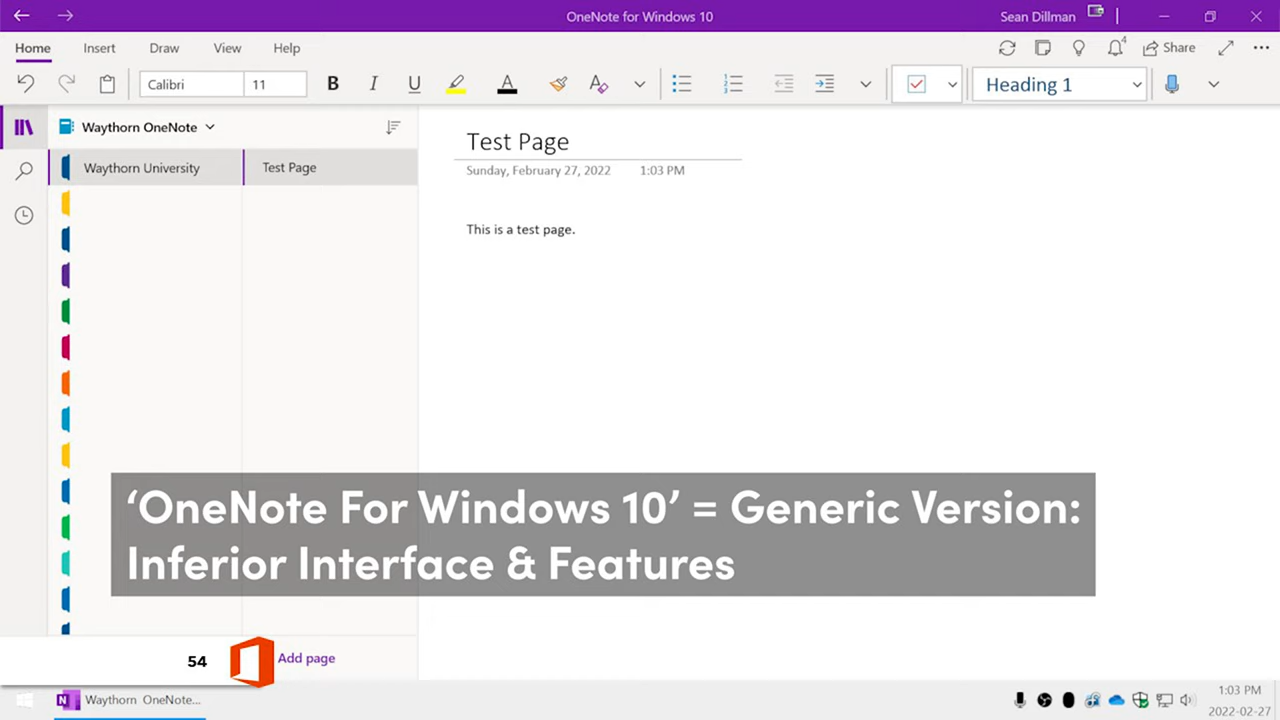 OneNote for Windows 10
Sean Dillman
Home Insert Draw View Help
4
Share
Calibri 11 B I U A A Heading 1
Waythorn OneNote
Waythorn University
Test Page
Test Page
Sunday, February 27, 2022 1:03 PM
This is a test page.
‘OneNote For Windows 10’ = Generic Version:
Inferior Interface & Features
54
Add page
N Waythorn OneNote...
1:03 PM
2022-02-27